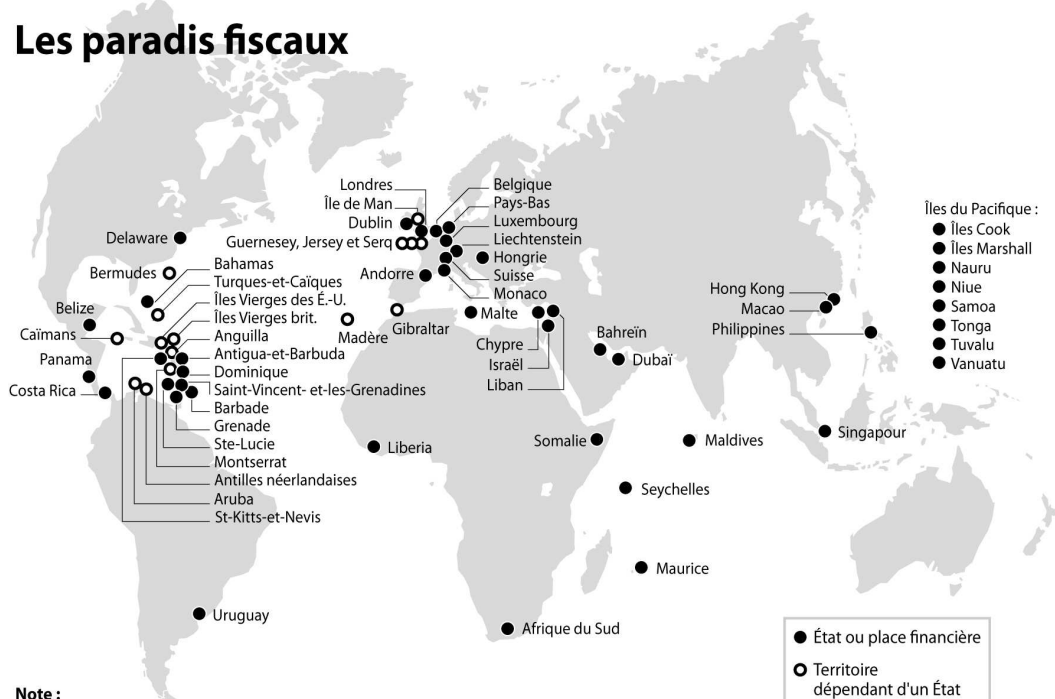 Les paradis fiscaux
Londres
Île de Man
Dublin
Guernesey, Jersey et Serq
Andorre
Belgique
Pays-Bas
Luxembourg
Liechtenstein
Hongrie
Suisse
Monaco
Malte
Gibraltar
Madère
Chypre
Israël
Liban
Bahreïn
Dubaï
Delaware
Bermudes
Belize
Caïmans
Panama
Costa Rica
Bahamas
Turques-et-Caïques
Îles Vierges des É.-U.
Îles Vierges brit.
Anguilla
Antigua-et-Barbuda
Dominique
Saint-Vincent- et-les-Grenadines
Barbade
Grenade
Ste-Lucie
Montserrat
Antilles néerlandaises
Aruba
St-Kitts-et-Nevis
Uruguay
Liberia
Somalie
Seychelles
Maurice
Afrique du Sud
Maldives
Singapour
Hong Kong
Macao
Philippines
Îles du Pacifique :
Îles Cook
Îles Marshall
Nauru
Niue
Samoa
Tonga
Tuvalu
Vanuatu
État ou place financière
Territoire
dépendant d'un État
Note :